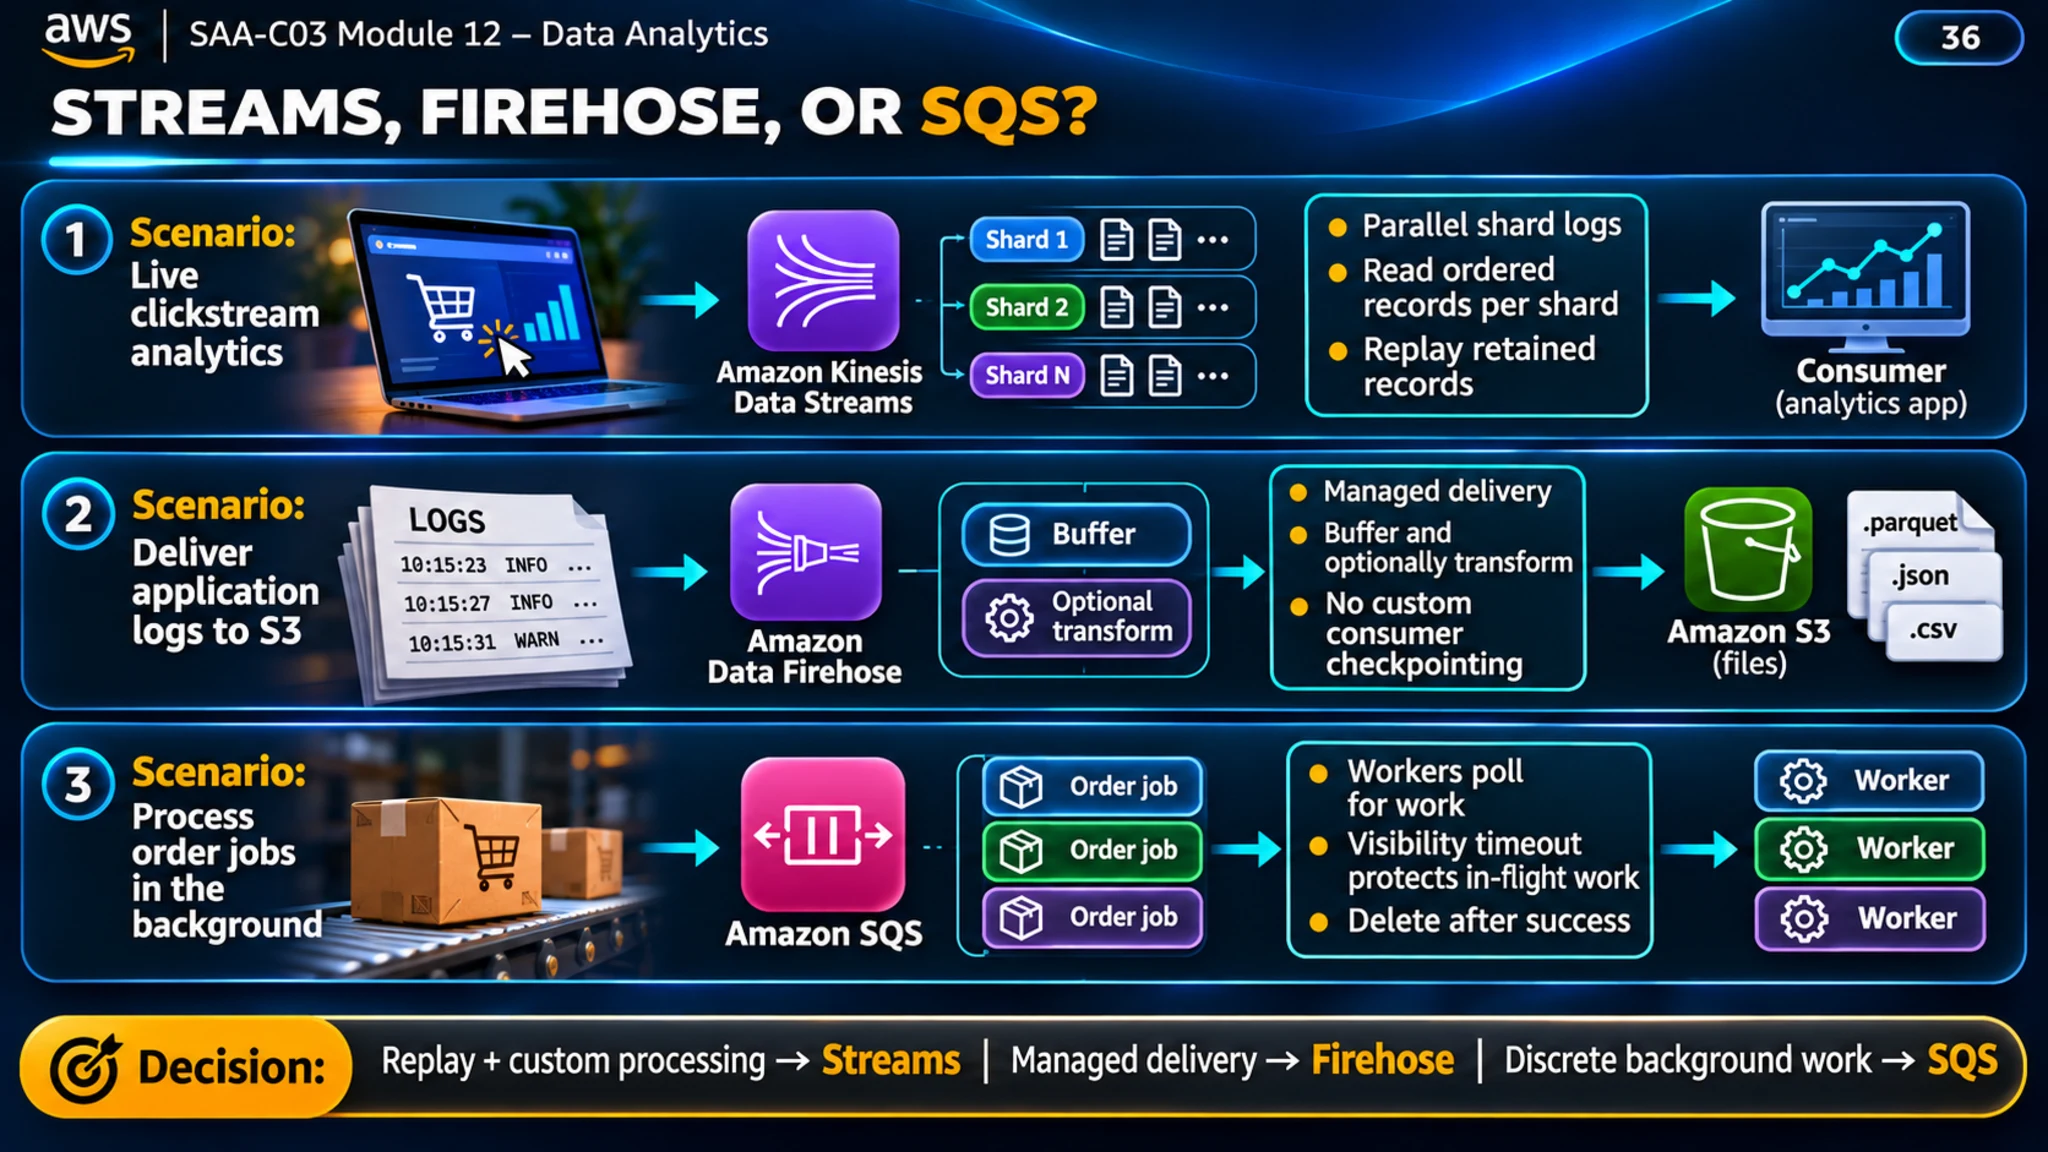 aws
SAA-C03 Module 12 – Data Analytics
36
STREAMS, FIREHOSE, OR SQS?
1
Scenario:
Live
clickstream
analytics
Amazon Kinesis
Data Streams
Shard 1
...
Shard 2
...
Shard N
...
Parallel shard logs
Read ordered
records per shard
Replay retained
records
Consumer
(analytics app)
2
Scenario:
Deliver
application
logs to S3
LOGS
10:15:23 INFO ...
10:15:27 INFO ...
10:15:31 WARN ...
Amazon
Data Firehose
Buffer
Optional
transform
Managed delivery
Buffer and
optionally transform
No custom
consumer
checkpointing
Amazon S3
(files)
.parquet
.json
.csv
3
Scenario:
Process
order jobs
in the
background
Amazon SQS
Order job
Order job
Order job
Workers poll
for work
Visibility timeout
protects in-flight work
Delete after success
Worker
Worker
Worker
Decision:
Replay + custom processing → Streams | Managed delivery → Firehose | Discrete background work → SQS